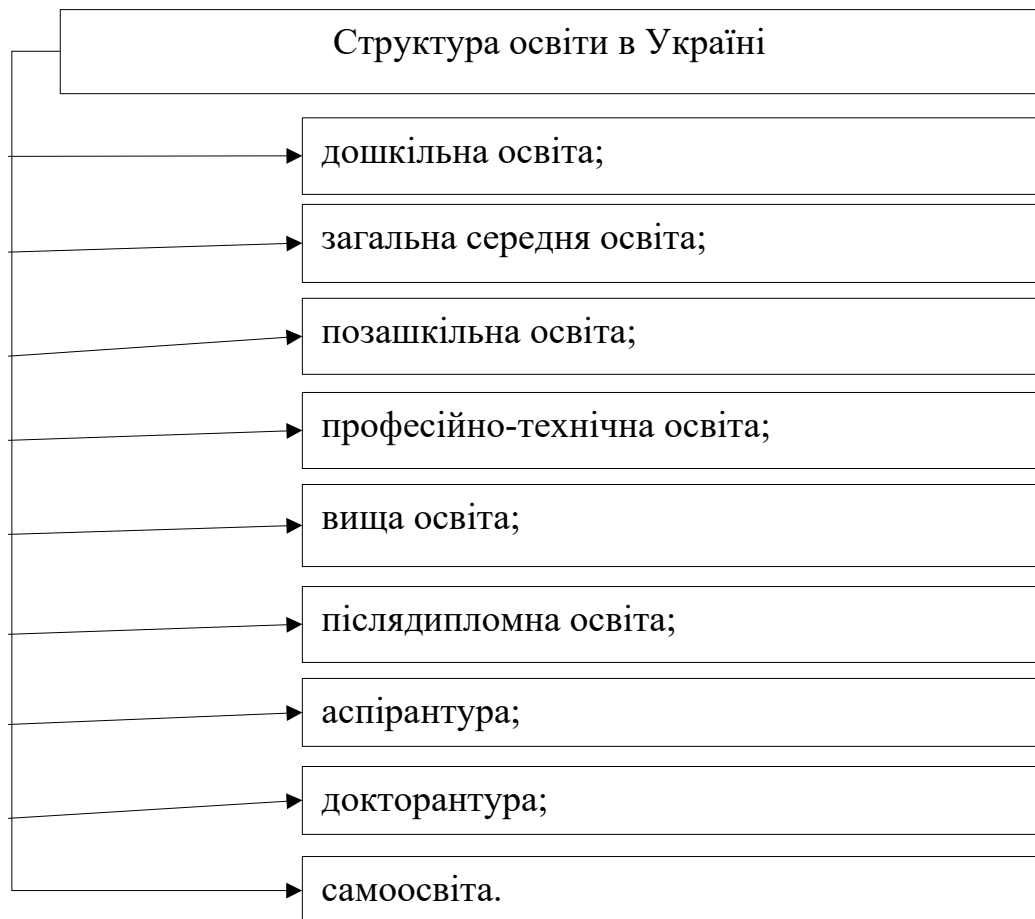 Структура освіти в Україні
дошкільна освіта;
загальна середня освіта;
позашкільна освіта;
професійно-технічна освіта;
вища освіта;
післядипломна освіта;
аспірантура;
докторантура;
самоосвіта.